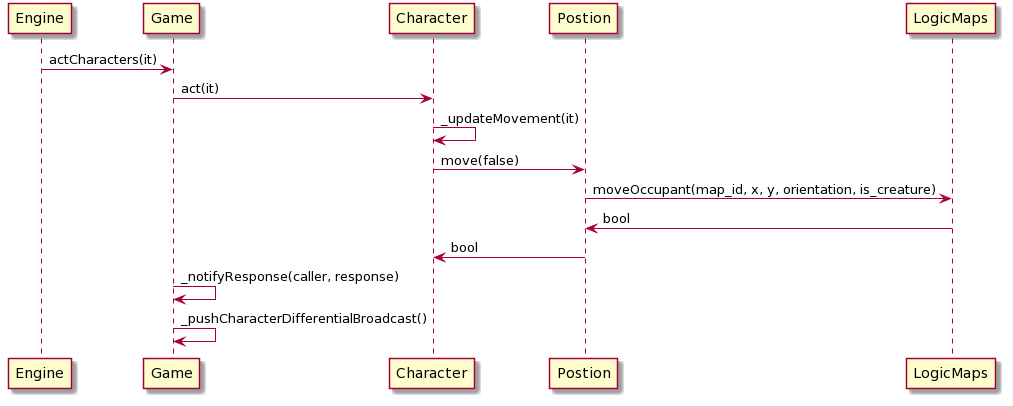 Engine Game Character Postion LogicMaps
actCharacters(it)
act(it)
_updateMovement(it)
move(false)
moveOccupant(map_id, x, y, orientation, is_creature)
bool
bool
_notifyResponse(caller, response)
_pushCharacterDifferentialBroadcast()
Engine Game Character Postion LogicMaps